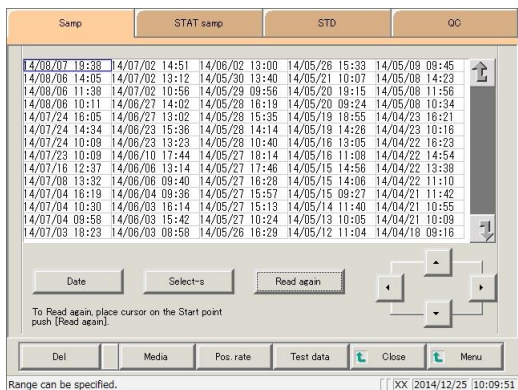 Samp STAT samp STD QC
14/08/07 19:38 14/07/02 14:51 14/06/02 13:00 14/05/26 15:33 14/05/09 09:45
14/08/06 14:05 14/07/02 13:12 14/05/30 13:40 14/05/21 10:07 14/05/08 14:23
14/08/06 11:38 14/07/02 10:56 14/05/29 09:56 14/05/20 19:15 14/05/08 11:56
14/08/06 10:11 14/06/27 14:02 14/05/28 16:19 14/05/20 09:24 14/05/08 10:34
14/07/24 16:05 14/06/27 13:02 14/05/28 15:35 14/05/19 18:55 14/04/23 16:21
14/07/24 14:34 14/06/23 15:36 14/05/28 14:14 14/05/19 14:26 14/04/23 10:16
14/07/24 10:09 14/06/23 13:23 14/05/28 10:40 14/05/16 13:05 14/04/22 16:23
14/07/23 10:09 14/06/10 17:44 14/05/27 18:14 14/05/16 11:08 14/04/22 14:54
14/07/16 12:37 14/06/06 13:14 14/05/27 17:46 14/05/15 14:56 14/04/22 13:38
14/07/08 13:32 14/06/06 09:40 14/05/27 16:28 14/05/15 14:06 14/04/22 11:10
14/07/04 16:19 14/06/04 09:36 14/05/27 15:57 14/05/15 09:27 14/04/21 11:42
14/07/04 10:30 14/06/03 16:14 14/05/27 15:13 14/05/14 11:40 14/04/21 10:55
14/07/04 09:58 14/06/03 15:42 14/05/27 10:24 14/05/13 10:05 14/04/21 10:09
14/07/03 18:23 14/06/03 08:58 14/05/26 16:29 14/05/12 11:04 14/04/18 09:16
Date Select-s Read again
To Read again, place cursor on the Start point
push [Read again].
Del Media Pos. rate Test data Close Menu
Range can be specified. XX 2014/12/25 10:09:51